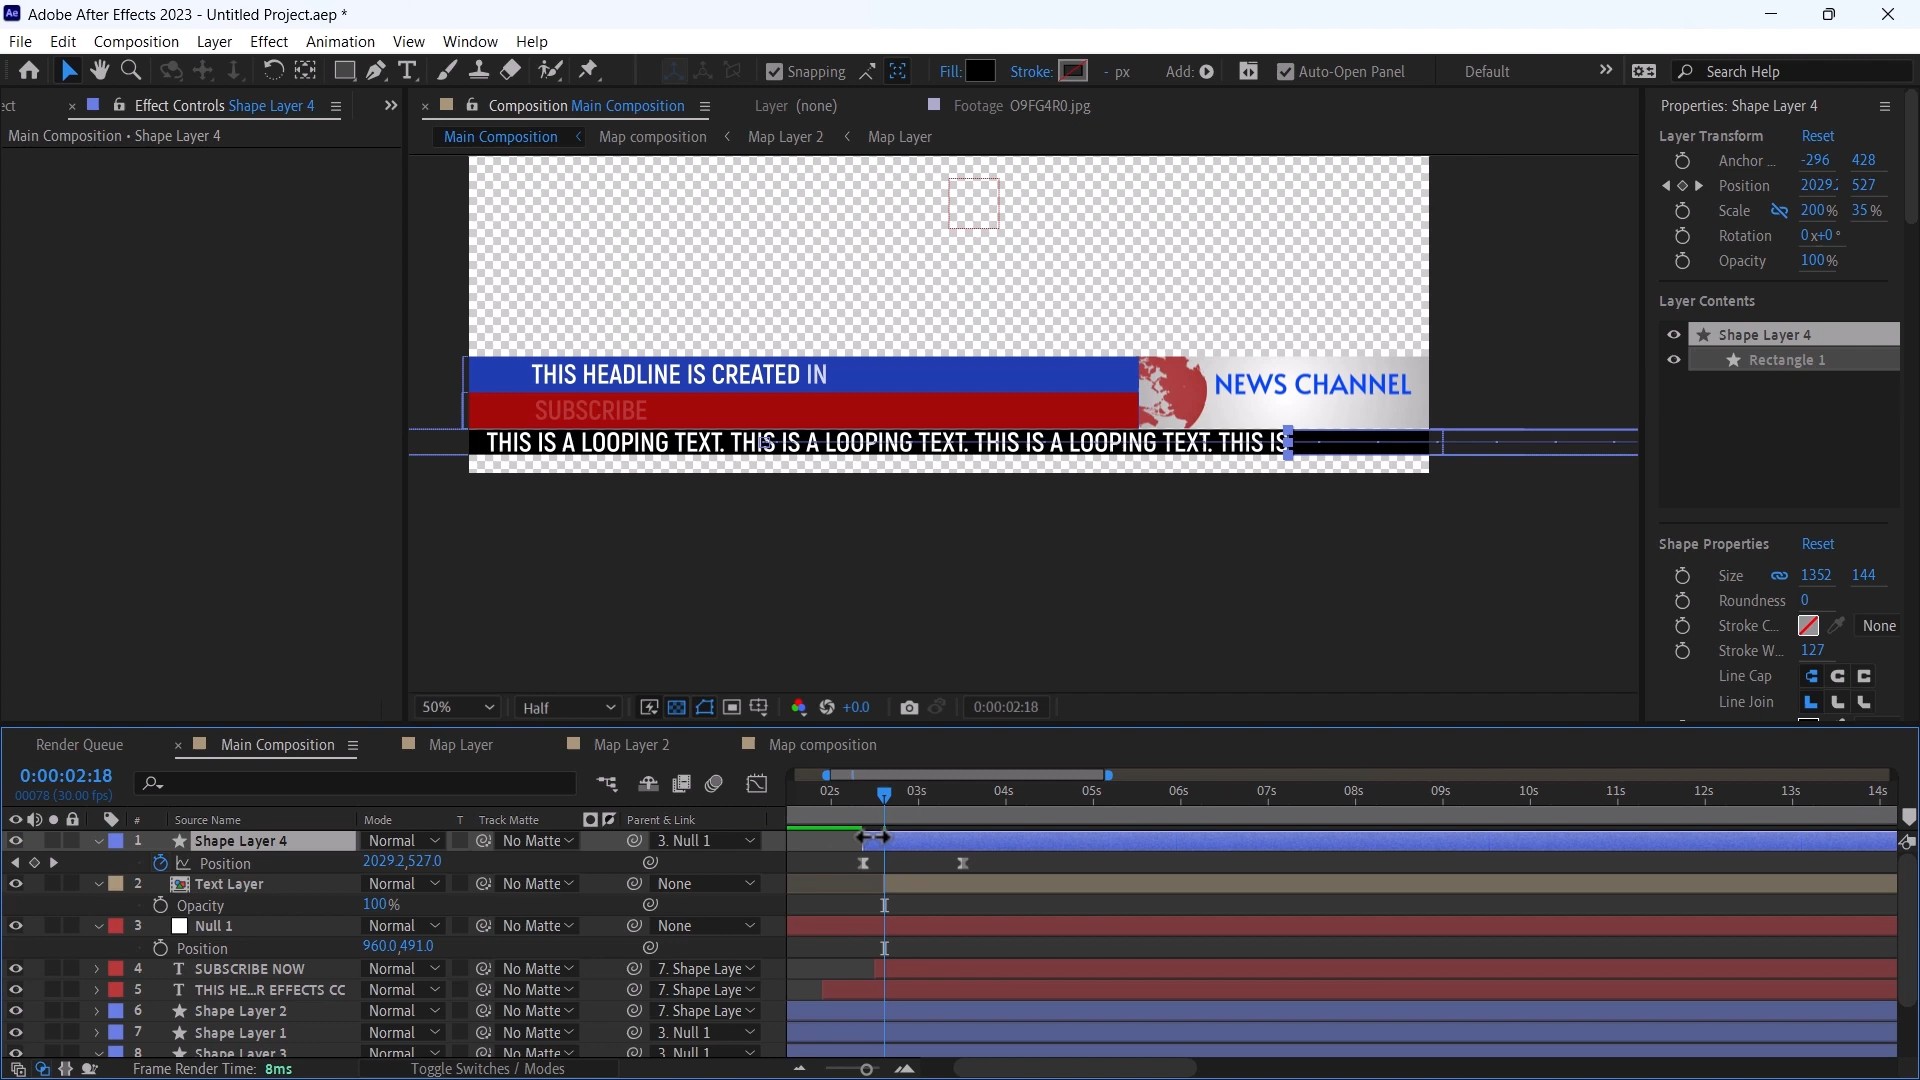 Adobe After Effects 2023 - Untitled Project.aep *
File Edit Composition Layer Effect Animation View Window Help
Snapping Fill: Stroke: - px Add: Auto-Open Panel Default Search Help
ect Effect Controls Shape Layer 4 Composition Main Composition Layer (none) Footage O9FG4R0.jpg Properties: Shape Layer 4
Main Composition • Shape Layer 4 Main Composition Map composition Map Layer 2 Map Layer Layer Transform Reset
Anchor ... -296 428
Position 2029.2 527
Scale 200% 35%
Rotation 0x+0°
Opacity 100%
Layer Contents
Shape Layer 4
Rectangle 1
THIS HEADLINE IS CREATED IN
SUBSCRIBE
NEWS CHANNEL
THIS IS A LOOPING TEXT. THIS IS A LOOPING TEXT. THIS IS A LOOPING TEXT. THIS IS
Shape Properties Reset
Size 1352 144
Roundness 0
Stroke C... None
Stroke W... 127
Line Cap
Line Join
50% Half +0.0 0:00:02:18
Render Queue Main Composition Map Layer Map Layer 2 Map composition
0:00:02:18
00078 (30.00 fps)
02s 03s 04s 05s 06s 07s 08s 09s 10s 11s 12s 13s 14s
# Source Name Mode T Track Matte Parent & Link
1 Shape Layer 4 Normal No Matte 3. Null 1
Position 2029.2,527.0
2 Text Layer Normal No Matte None
Opacity 100%
3 Null 1 Normal No Matte None
Position 960.0,491.0
4 T SUBSCRIBE NOW Normal No Matte 7. Shape Laye
5 T THIS HE...R EFFECTS CC Normal No Matte 7. Shape Laye
6 Shape Layer 2 Normal No Matte 7. Shape Laye
7 Shape Layer 1 Normal No Matte 3. Null 1
8 Shape Layer 3 Normal No Matte 3. Null 1
Frame Render Time: 8ms Toggle Switches / Modes